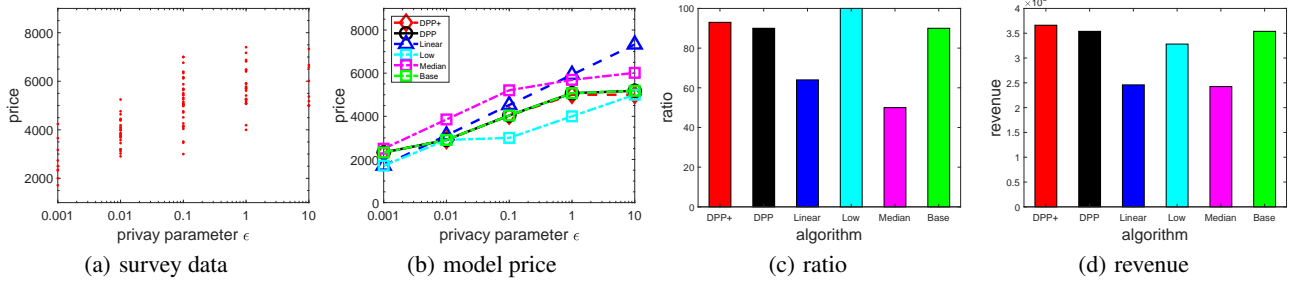 8000
6000
4000
2000
price
0.001 0.01 0.1 1 10
privay parameter ϵ
(a) survey data
8000
6000
4000
2000
0
price
DPP+
DPP
Linear
Low
Median
Base
0.001 0.01 0.1 1 10
privacy parameter ϵ
(b) model price
100
80
60
40
20
0
ratio
DPP+ DPP Linear Low Median Base
algorithm
(c) ratio
4
3.5
3
2.5
2
1.5
1
0.5
0
revenue
DPP+ DPP Linear Low Median Base
algorithm
(d) revenue